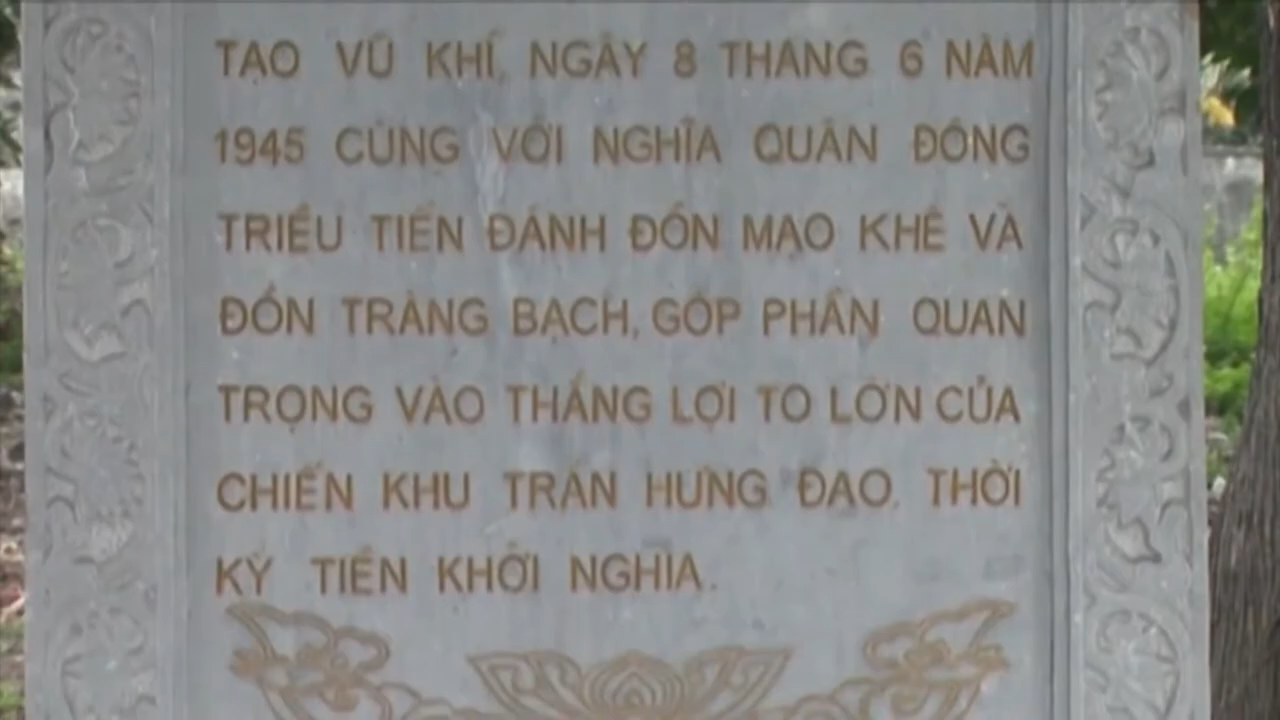 TẠO VŨ KHÍ, NGÀY 8 THÁNG 6 NĂM
1945 CÙNG VỚI NGHĨA QUÂN ĐÔNG
TRIỀU TIẾN ĐÁNH ĐỒN MẠO KHÊ VÀ
ĐỒN TRÀNG BẠCH, GÓP PHẦN QUAN
TRỌNG VÀO THẮNG LỢI TO LỚN CỦA
CHIẾN KHU TRẦN HƯNG ĐẠO, THỜI
KỲ TIỀN KHỞI NGHĨA.